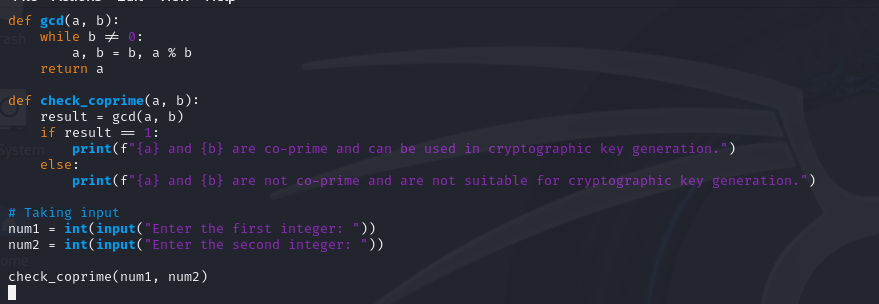 def gcd(a, b):
    while b ≠ 0:
        a, b = b, a % b
    return a

def check_coprime(a, b):
    result = gcd(a, b)
    if result == 1:
        print(f"{a} and {b} are co-prime and can be used in cryptographic key generation.")
    else:
        print(f"{a} and {b} are not co-prime and are not suitable for cryptographic key generation.")

# Taking input
num1 = int(input("Enter the first integer: "))
num2 = int(input("Enter the second integer: "))

check_coprime(num1, num2)